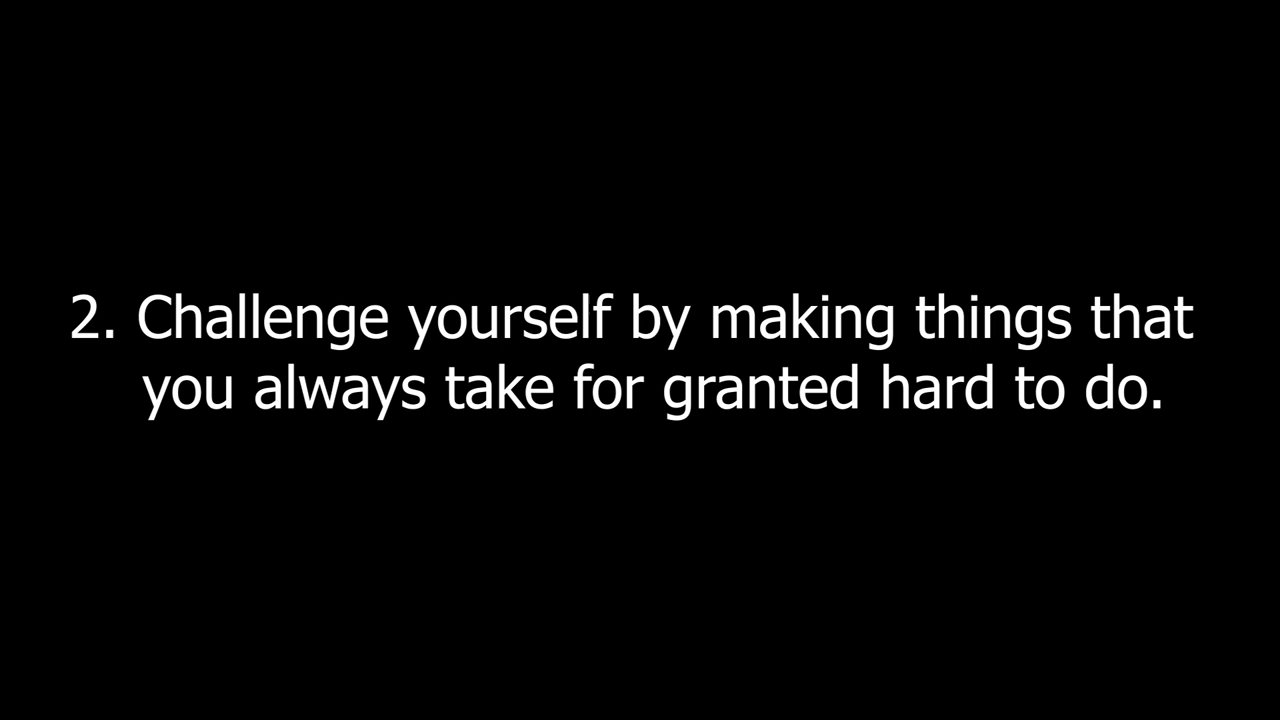 2. Challenge yourself by making things that
you always take for granted hard to do.